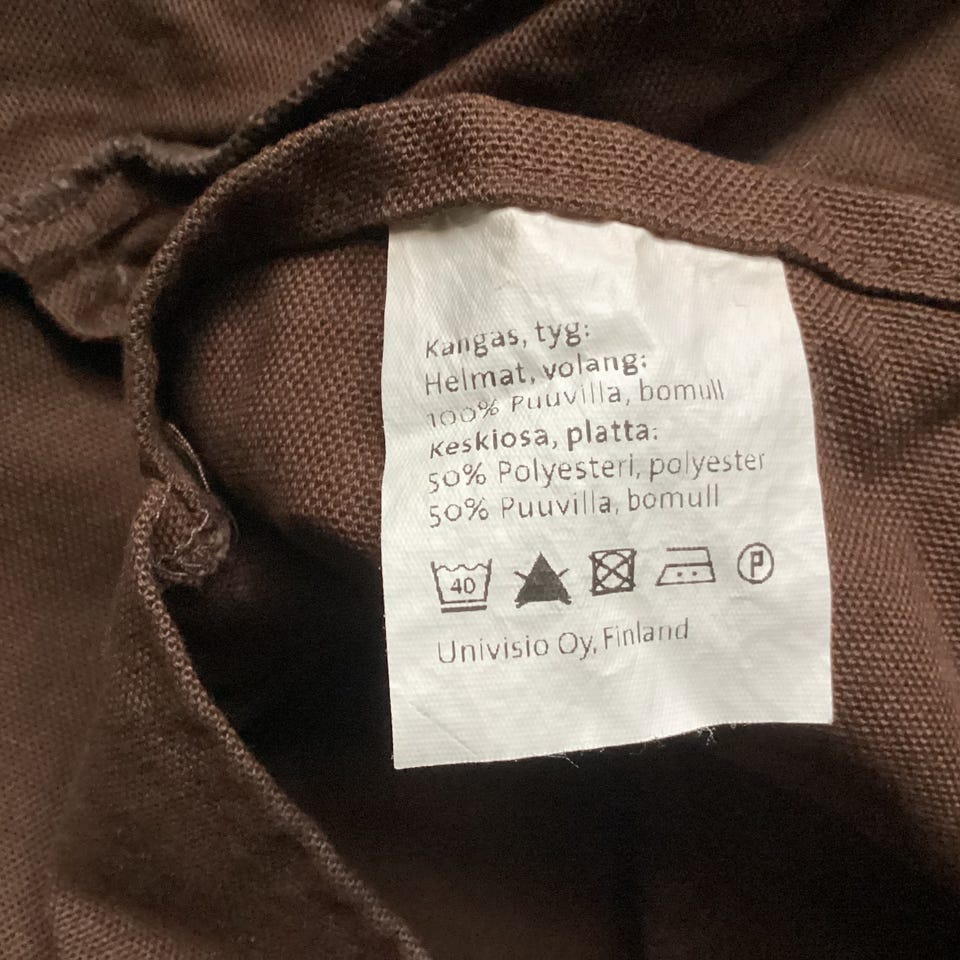 Kangas, tyg:
Helmat, volang:
100% Puuvilla, bomull
Keskiosa, platta:
50% Polyesteri, polyester
50% Puuvilla, bomull
40 P
Univisio Oy, Finland